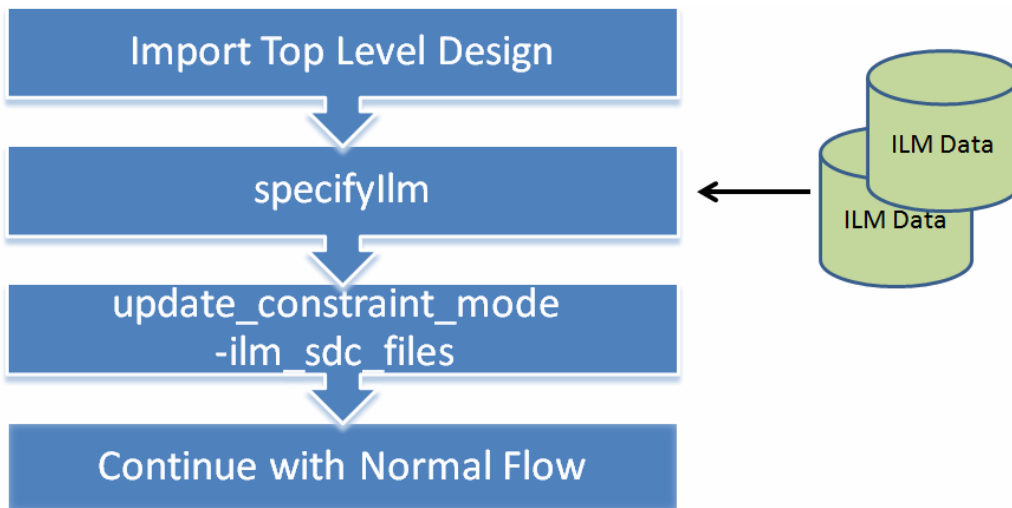 Import Top Level Design
specifyIlm
ILM Data
ILM Data
update_constraint_mode
-ilm_sdc_files
Continue with Normal Flow